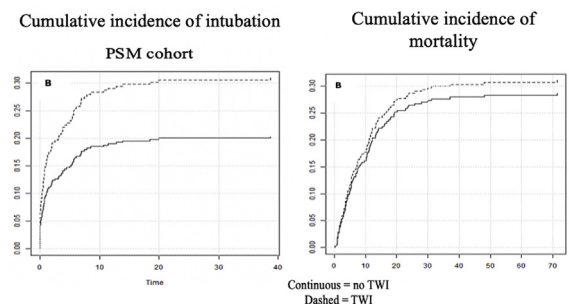 Cumulative incidence of intubation
PSM cohort
B
0.30
0.25
0.20
0.15
0.10
0.05
0.00
0 10 20 30 40
Time
Cumulative incidence of
mortality
B
0.30
0.25
0.20
0.15
0.10
0.05
0.00
0 10 20 30 40 50 60 70
Continuous = no TWI
Dashed = TWI